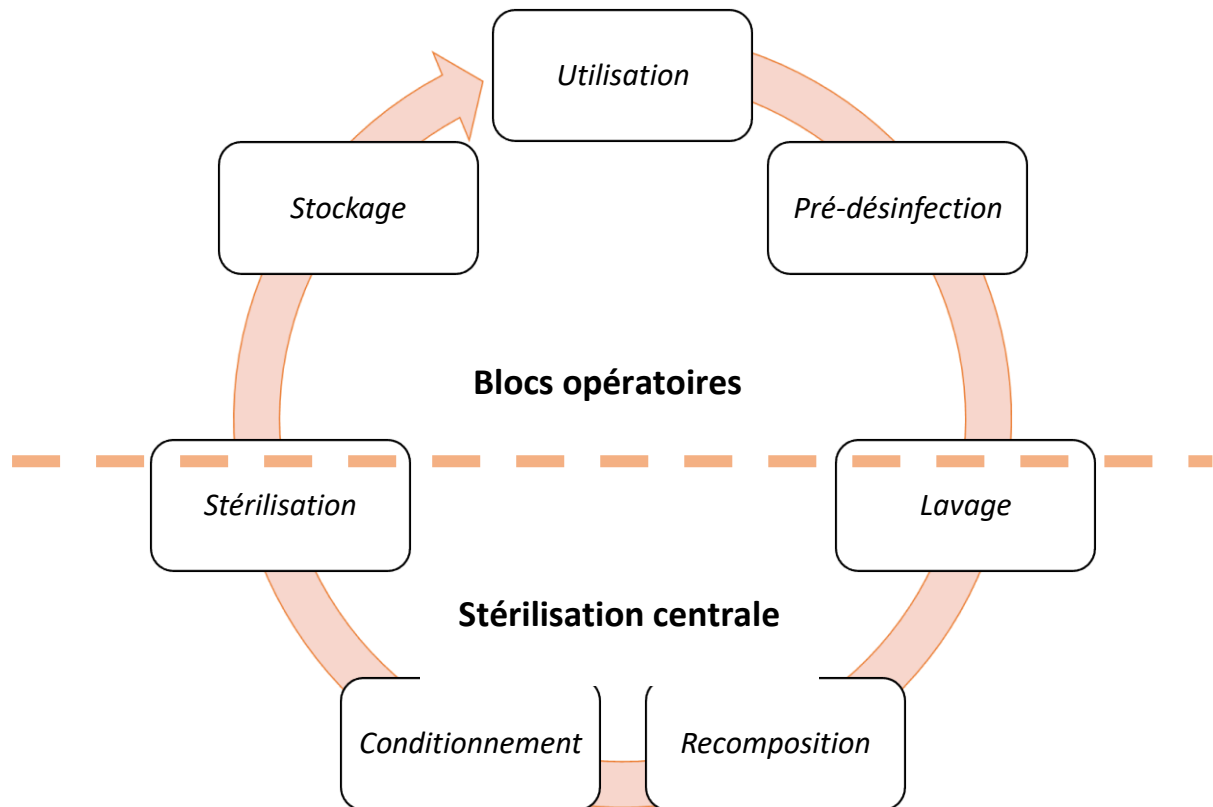 Utilisation
Stockage
Pré-désinfection
Blocs opératoires
Stérilisation
Lavage
Stérilisation centrale
Conditionnement
Recomposition